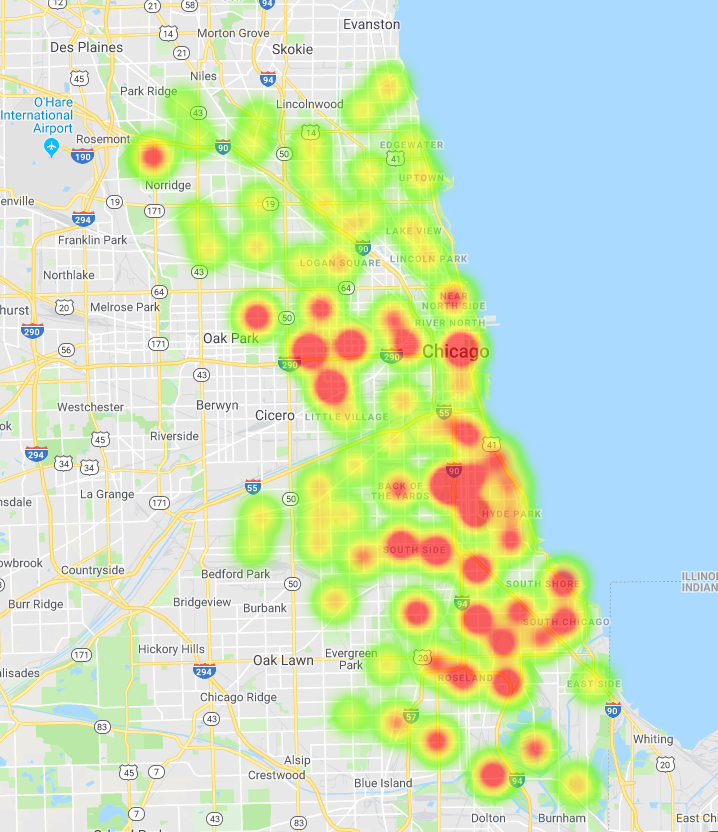 Evanston
12
21
58
94
Des Plaines
14
Morton Grove
Skokie
21
45
Niles
94
Park Ridge
Lincolnwood
O'Hare
International
Airport
43
14
Rosemont
90
EDGEWATER
190
50
41
UPTOWN
Norridge
19
171
19
enville
294
LAKE VIEW
Franklin Park
90
LOGAN SQUARE
LINCOLN PARK
Northlake
43
64
64
NEAR
NORTH SIDE
20
Melrose Park
hurst
50
RIVER NORTH
290
Oak Park
171
56
290
290
Chicago
43
Westchester
Berwyn
Cicero
LITTLE VILLAGE
55
ok
45
Riverside
41
294
34
34
90
55
La Grange
BACK OF
THE YARDS
nsdale
171
50
HYDE PARK
SOUTH SIDE
owbrook
Countryside
Bedford Park
ILLINOI
INDIAN
50
SOUTH SHORE
Burr Ridge
Bridgeview
Burbank
94
SOUTH CHICAGO
Hickory Hills
171
Evergreen
Park
20
294
Oak Lawn
alisades
ROSELAND
EAST SIDE
Chicago Ridge
90
43
57
83
Whiting
20
Alsip
45
7
Crestwood
Blue Island
94
7
43
83
Dolton
Burnham
East Ch